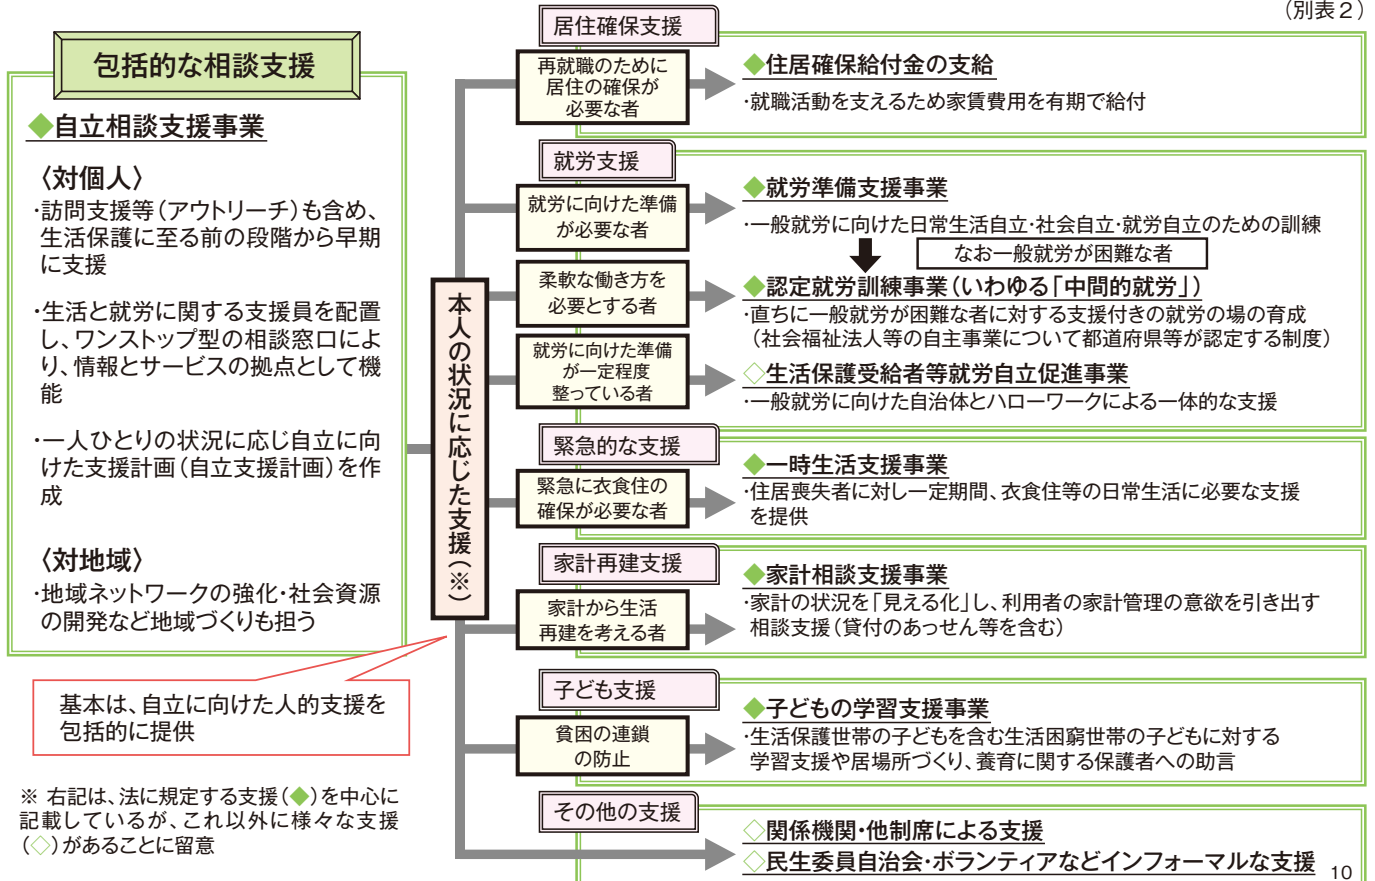 (別表2)
包括的な相談支援
◆自立相談支援事業
〈対個人〉
・訪問支援等(アウトリーチ)も含め、
生活保護に至る前の段階から早期
に支援
・生活と就労に関する支援員を配置
し、ワンストップ型の相談窓口によ
り、情報とサービスの拠点として機
能
・一人ひとりの状況に応じ自立に向
けた支援計画(自立支援計画)を作
成
〈対地域〉
・地域ネットワークの強化・社会資源
の開発など地域づくりも担う
基本は、自立に向けた人的支援を
包括的に提供
※ 右記は、法に規定する支援(◆)を中心に
記載しているが、これ以外に様々な支援
(◇)があることに留意
本人の状況に応じた支援(※)
居住確保支援
再就職のために
居住の確保が
必要な者
◆住居確保給付金の支給
・就職活動を支えるため家賃費用を有期で給付
就労支援
就労に向けた準備
が必要な者
◆就労準備支援事業
・一般就労に向けた日常生活自立・社会自立・就労自立のための訓練
なお一般就労が困難な者
柔軟な働き方を
必要とする者
◆認定就労訓練事業(いわゆる「中間的就労」)
・直ちに一般就労が困難な者に対する支援付きの就労の場の育成
(社会福祉法人等の自主事業について都道府県等が認定する制度)
就労に向けた準備
が一定程度
整っている者
◇生活保護受給者等就労自立促進事業
・一般就労に向けた自治体とハローワークによる一体的な支援
緊急的な支援
緊急に衣食住の
確保が必要な者
◆一時生活支援事業
・住居喪失者に対し一定期間、衣食住等の日常生活に必要な支援
を提供
家計再建支援
家計から生活
再建を考える者
◆家計相談支援事業
・家計の状況を「見える化」し、利用者の家計管理の意欲を引き出す
相談支援(貸付のあっせん等を含む)
子ども支援
貧困の連鎖
の防止
◆子どもの学習支援事業
・生活保護世帯の子どもを含む生活困窮世帯の子どもに対する
学習支援や居場所づくり、養育に関する保護者への助言
その他の支援
◇関係機関・他制席による支援
◇民生委員自治会・ボランティアなどインフォーマルな支援
10